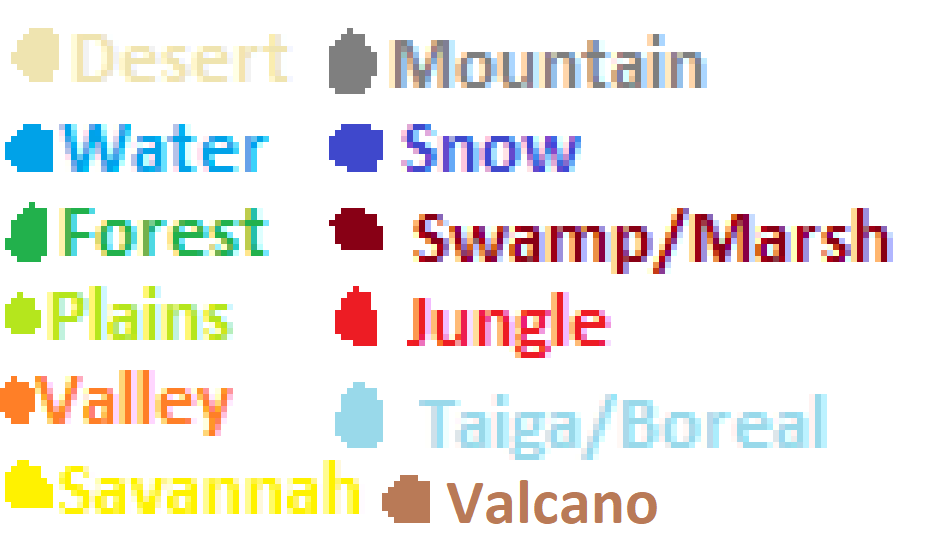 Desert
Mountain
Water
Snow
Forest
Swamp/Marsh
Plains
Jungle
Valley
Taiga/Boreal
Savannah
Valcano